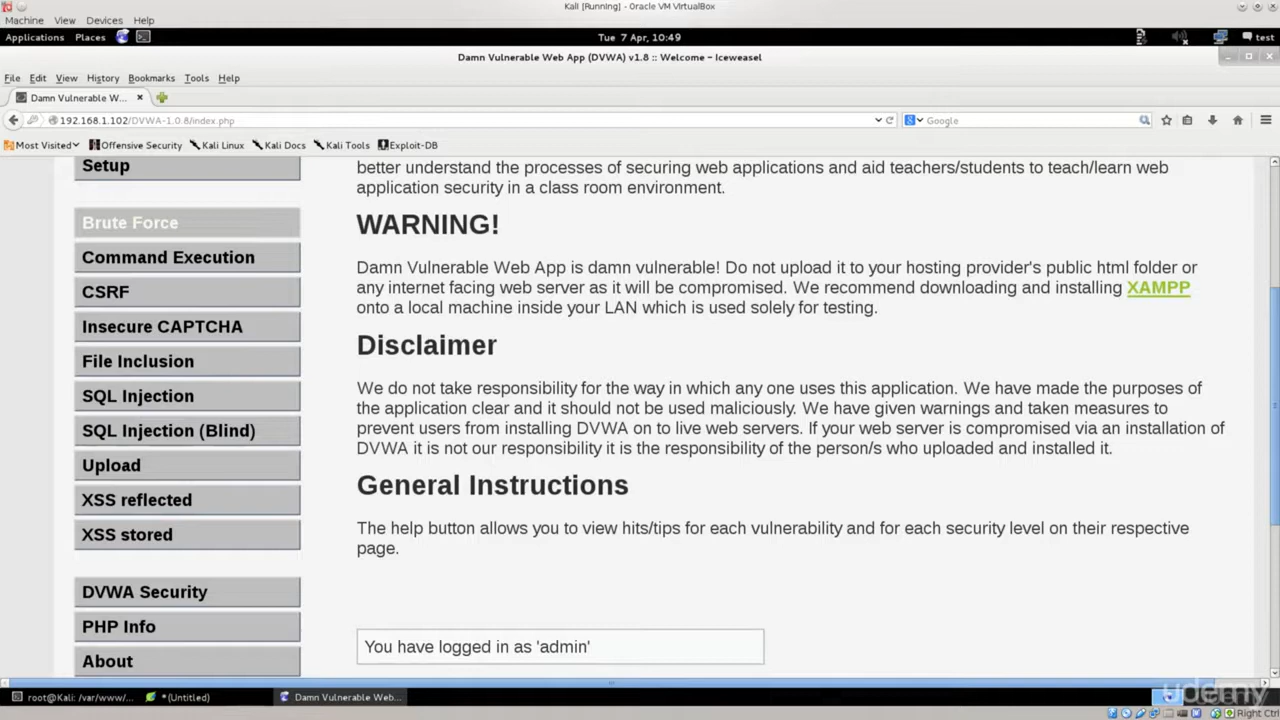 Kali [Running] - Oracle VM VirtualBox
Machine View Devices Help
Applications Places Tue 7 Apr, 10:49 test
Damn Vulnerable Web App (DVWA) v1.8 :: Welcome - Iceweasel
File Edit View History Bookmarks Tools Help
Damn Vulnerable Web A...
192.168.1.102/DVWA-1.0.8/index.php Google
Most Visited Offensive Security Kali Linux Kali Docs Kali Tools Exploit-DB
Setup
Brute Force
Command Execution
CSRF
Insecure CAPTCHA
File Inclusion
SQL Injection
SQL Injection (Blind)
Upload
XSS reflected
XSS stored
DVWA Security
PHP Info
About
better understand the processes of securing web applications and aid teachers/students to teach/learn web
application security in a class room environment.
WARNING!
Damn Vulnerable Web App is damn vulnerable! Do not upload it to your hosting provider's public html folder or
any internet facing web server as it will be compromised. We recommend downloading and installing XAMPP
onto a local machine inside your LAN which is used solely for testing.
Disclaimer
We do not take responsibility for the way in which any one uses this application. We have made the purposes of
the application clear and it should not be used maliciously. We have given warnings and taken measures to
prevent users from installing DVWA on to live web servers. If your web server is compromised via an installation of
DVWA it is not our responsibility it is the responsibility of the person/s who uploaded and installed it.
General Instructions
The help button allows you to view hits/tips for each vulnerability and for each security level on their respective
page.
You have logged in as 'admin'
root@Kali: /var/www/... *(Untitled) Damn Vulnerable Web...
udemy
Right Ctrl